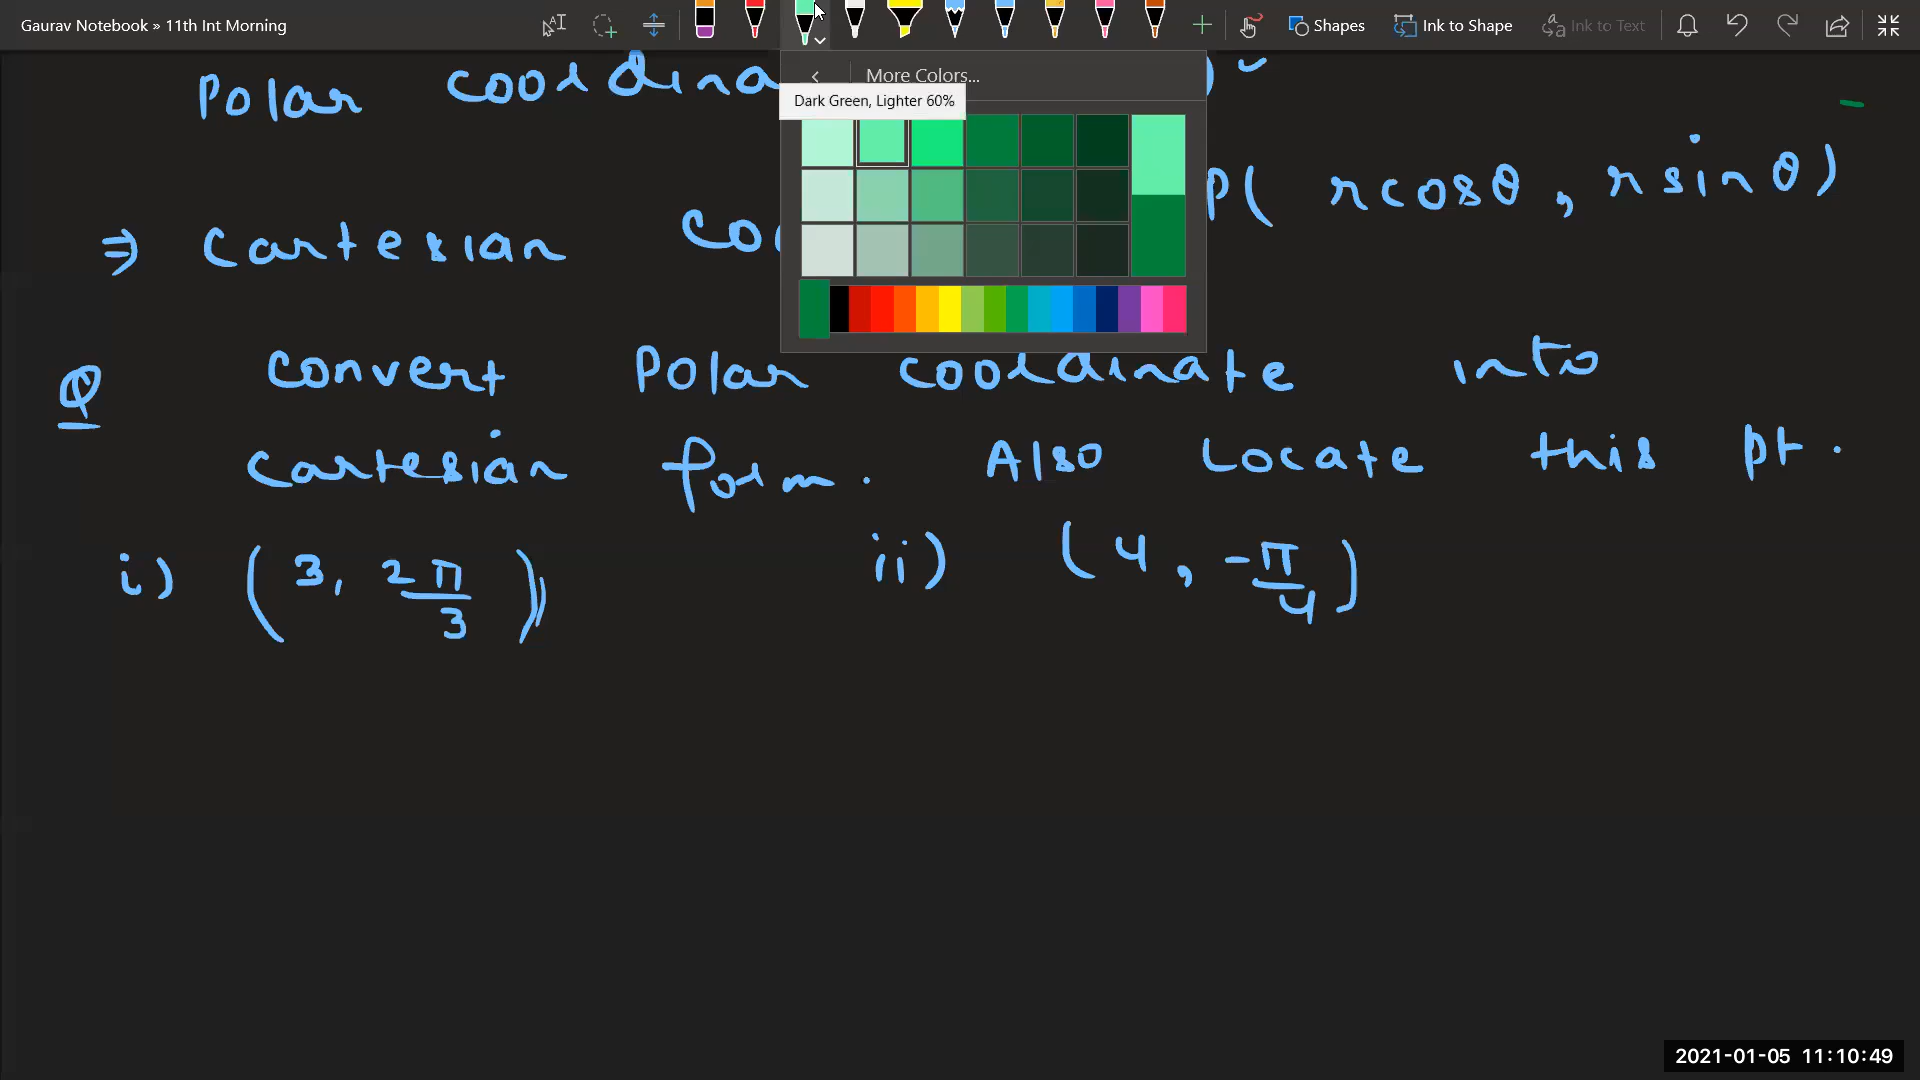 Gaurav Notebook » 11th Int Morning
Shapes
Ink to Shape
Ink to Text
More Colors...
Dark Green, Lighter 60%
Polar
⇒ Cartesian P( rcosθ, rsinθ)
Q convert Polar coordinate into
cartesian form. Also Locate this pt.
i) (3, 2π/3) ii) (4, -π/4)
2021-01-05 11:10:49